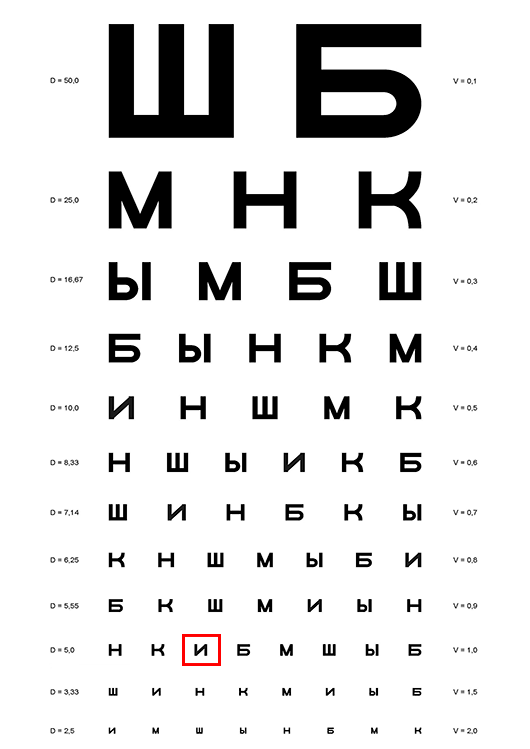 D = 50,0 Ш Б V = 0,1
D = 25,0 М Н К V = 0,2
D = 16,67 Ы М Б Ш V = 0,3
D = 12,5 Б Ы Н К М V = 0,4
D = 10,0 И Н Ш М К V = 0,5
D = 8,33 Н Ш Ы И К Б V = 0,6
D = 7,14 Ш И Н Б К Ы V = 0,7
D = 6,25 К Н Ш М Ы Б И V = 0,8
D = 5,55 Б К Ш М И Ы Н V = 0,9
D = 5,0 Н К И Б М Ш Ы Б V = 1,0
D = 3,33 Ш И Н К М И Ы Б V = 1,5
D = 2,5 И М Ш Ы Н Б М К V = 2,0